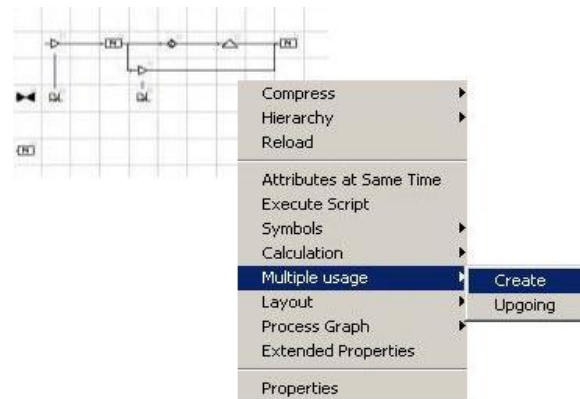 Compress
Hierarchy
Reload
Attributes at Same Time
Execute Script
Symbols
Calculation
Multiple usage
Create
Layout
Upgoing
Process Graph
Extended Properties
Properties